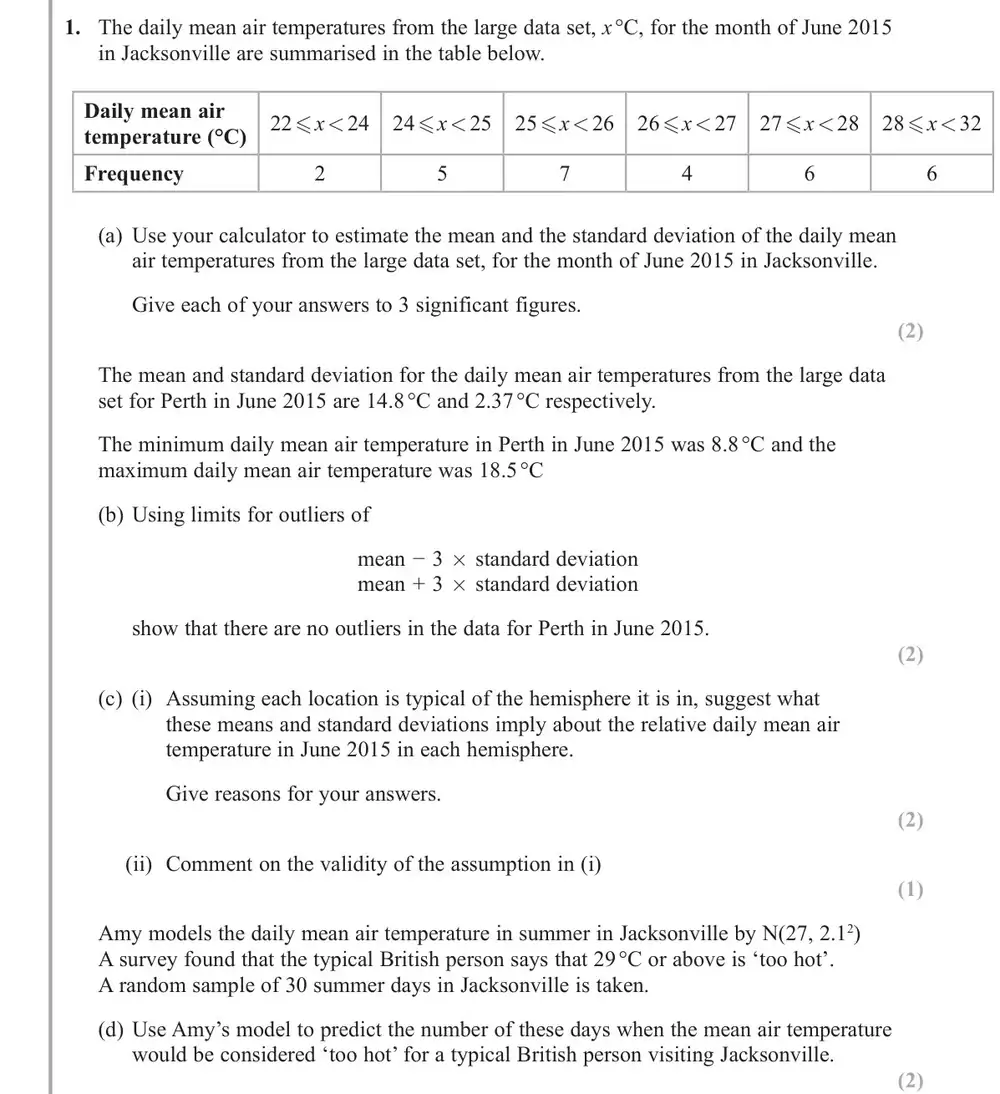 1. The daily mean air temperatures from the large data set, x °C, for the month of June 2015
in Jacksonville are summarised in the table below.
Daily mean air temperature (°C) 22 ⩽ x < 24 24 ⩽ x < 25 25 ⩽ x < 26 26 ⩽ x < 27 27 ⩽ x < 28 28 ⩽ x < 32
Frequency 2 5 7 4 6 6
(a) Use your calculator to estimate the mean and the standard deviation of the daily mean
air temperatures from the large data set, for the month of June 2015 in Jacksonville.
Give each of your answers to 3 significant figures.
(2)
The mean and standard deviation for the daily mean air temperatures from the large data
set for Perth in June 2015 are 14.8 °C and 2.37 °C respectively.
The minimum daily mean air temperature in Perth in June 2015 was 8.8 °C and the
maximum daily mean air temperature was 18.5 °C
(b) Using limits for outliers of
mean − 3 × standard deviation
mean + 3 × standard deviation
show that there are no outliers in the data for Perth in June 2015.
(2)
(c) (i) Assuming each location is typical of the hemisphere it is in, suggest what
these means and standard deviations imply about the relative daily mean air
temperature in June 2015 in each hemisphere.
Give reasons for your answers.
(2)
(ii) Comment on the validity of the assumption in (i)
(1)
Amy models the daily mean air temperature in summer in Jacksonville by N(27, 2.1²)
A survey found that the typical British person says that 29 °C or above is ‘too hot’.
A random sample of 30 summer days in Jacksonville is taken.
(d) Use Amy’s model to predict the number of these days when the mean air temperature
would be considered ‘too hot’ for a typical British person visiting Jacksonville.
(2)